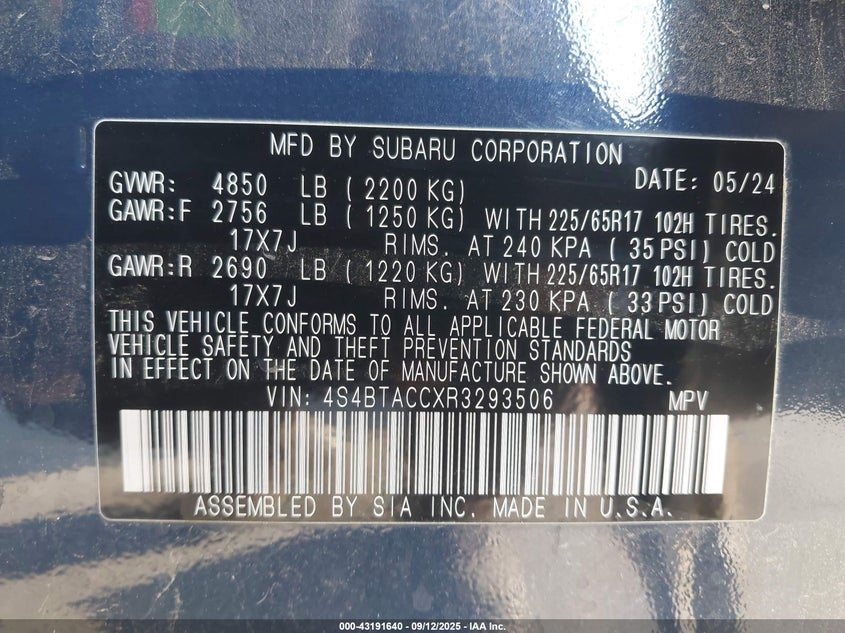 MFD BY SUBARU CORPORATION
GVWR: 4850 LB ( 2200 KG) DATE: 05/24
GAWR:F 2756 LB ( 1250 KG) WITH 225/65R17 102H TIRES.
17X7J RIMS. AT 240 KPA ( 35 PSI) COLD
GAWR:R 2690 LB ( 1220 KG) WITH 225/65R17 102H TIRES.
17X7J RIMS. AT 230 KPA ( 33 PSI) COLD
THIS VEHICLE CONFORMS TO ALL APPLICABLE FEDERAL MOTOR
VEHICLE SAFETY AND THEFT PREVENTION STANDARDS
IN EFFECT ON THE DATE OF MANUFACTURE SHOWN ABOVE.
VIN: 4S4BTACCXR3293506 MPV
ASSEMBLED BY SIA INC. MADE IN U.S.A.
000-43191640 - 09/12/2025 - IAA Inc.